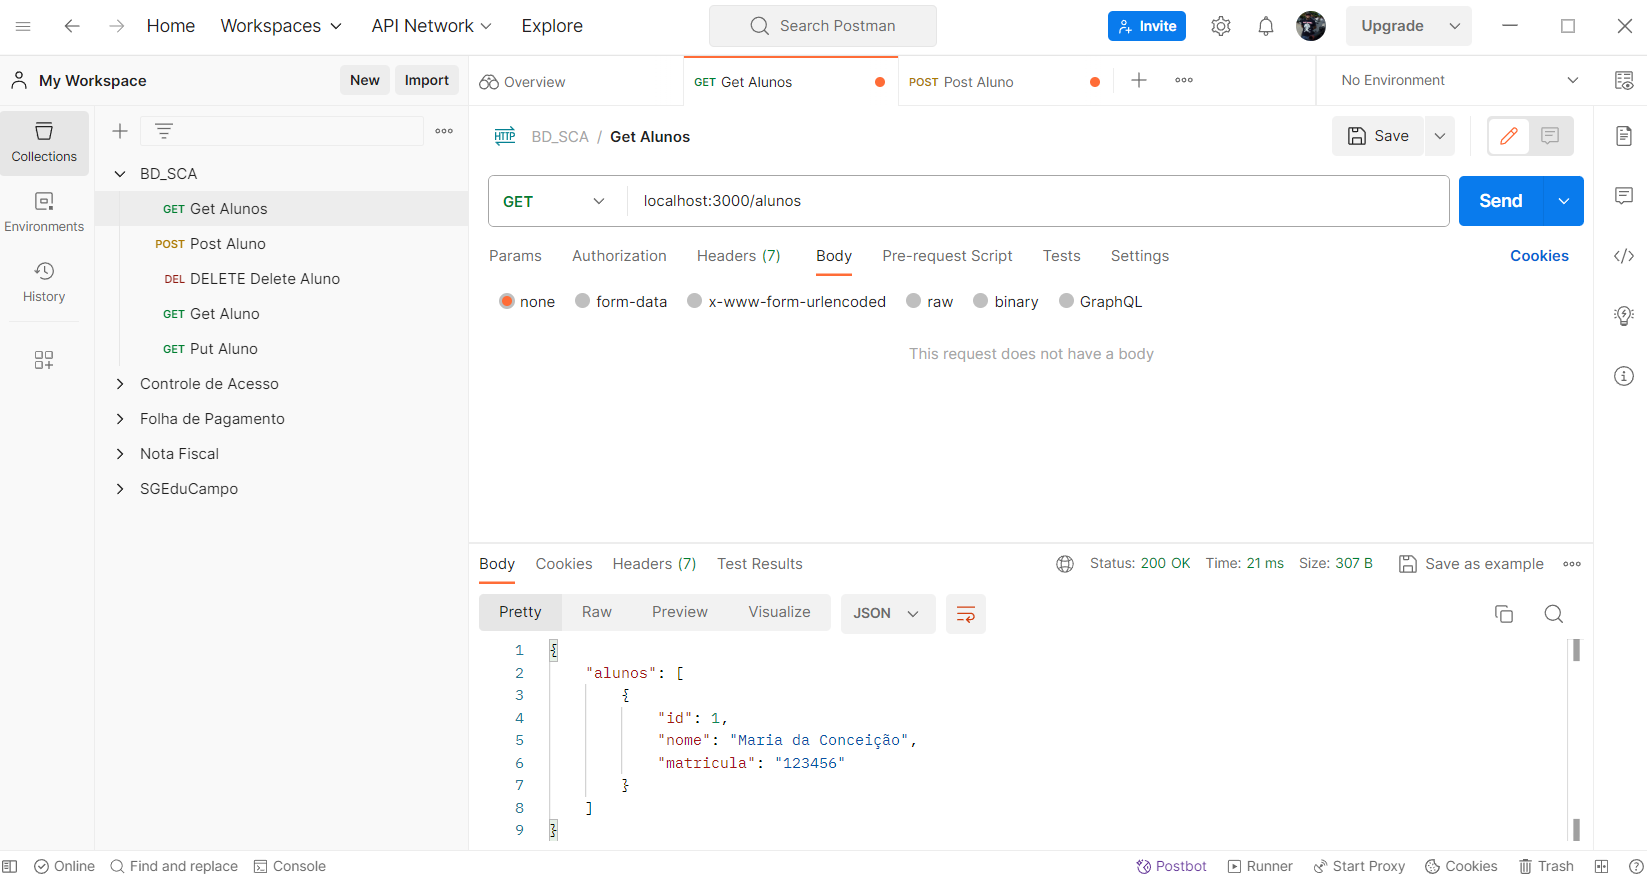 Home Workspaces API Network Explore Search Postman Invite Upgrade
My Workspace New Import Overview GET Get Alunos POST Post Aluno No Environment
Collections
Environments
History
BD_SCA
GET Get Alunos
POST Post Aluno
DEL DELETE Delete Aluno
GET Get Aluno
GET Put Aluno
Controle de Acesso
Folha de Pagamento
Nota Fiscal
SGEduCampo
HTTP BD_SCA / Get Alunos Save
GET localhost:3000/alunos Send
Params Authorization Headers (7) Body Pre-request Script Tests Settings Cookies
none form-data x-www-form-urlencoded raw binary GraphQL
This request does not have a body
Body Cookies Headers (7) Test Results Status: 200 OK Time: 21 ms Size: 307 B Save as example
Pretty Raw Preview Visualize JSON
1 {
2 "alunos": [
3 {
4 "id": 1,
5 "nome": "Maria da Conceição",
6 "matricula": "123456"
7 }
8 ]
9 }
Online Find and replace Console Postbot Runner Start Proxy Cookies Trash